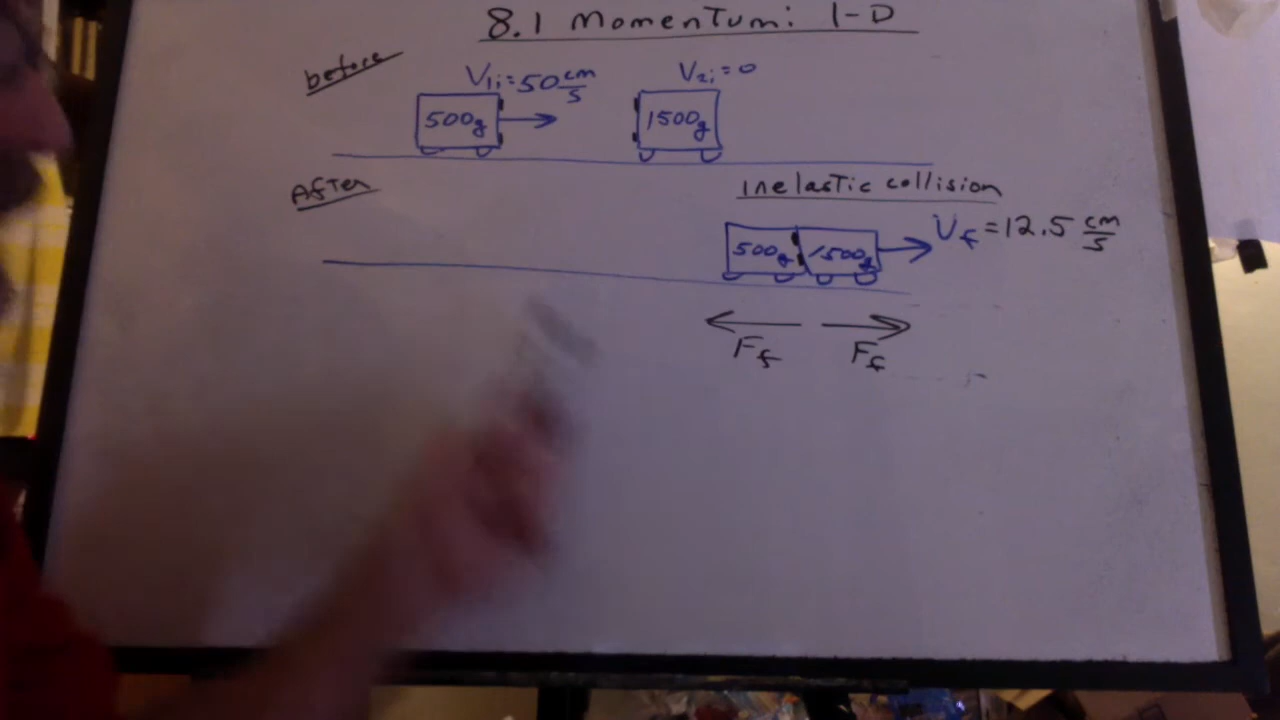 8.1 Momentum: 1-D
before
V1i=50 cm/s
V2i=0
500g
1500g
After
Inelastic collision
500g
1500g
Vf=12.5 cm/s
Ff
Ff